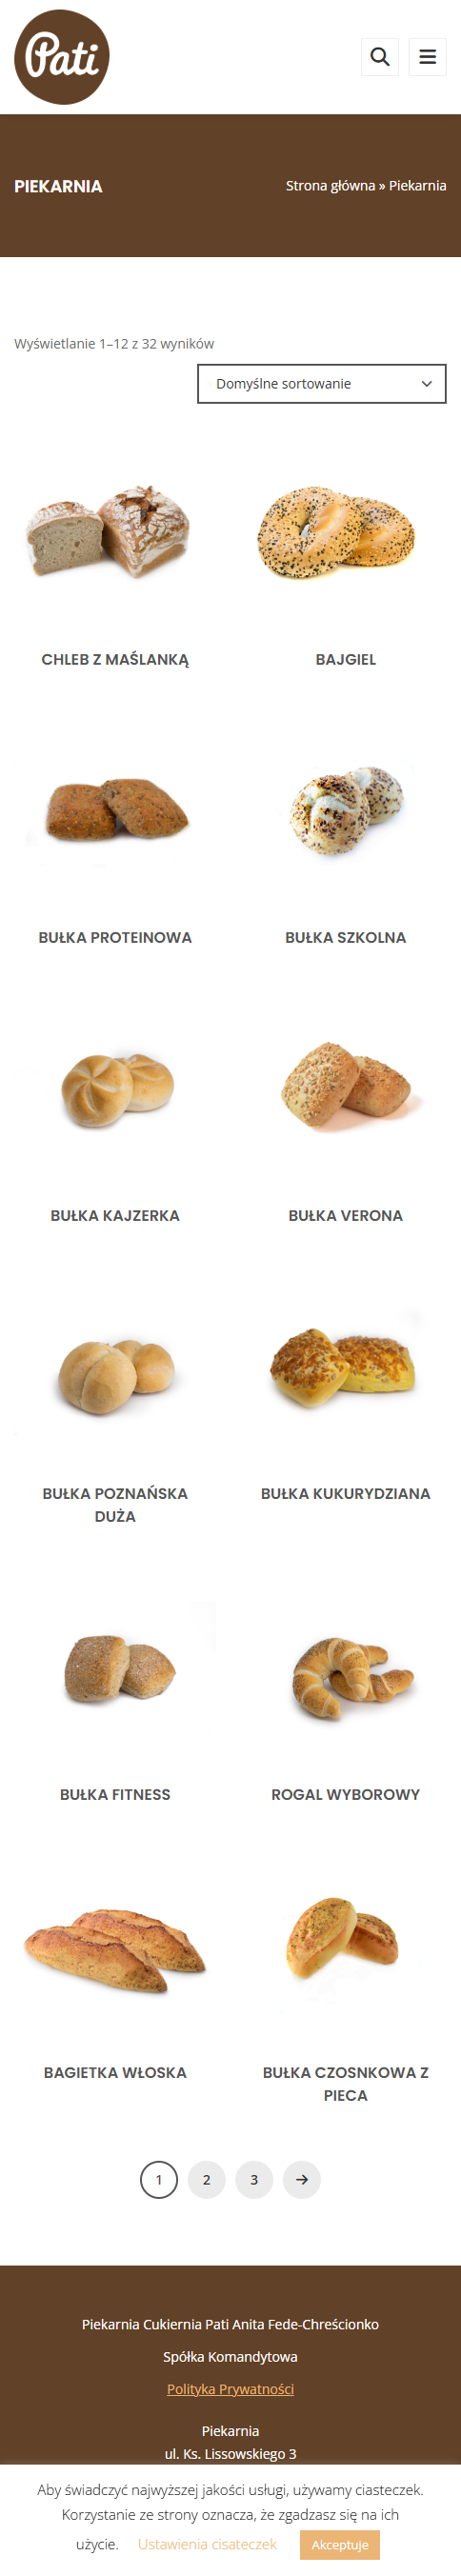 Pati
PIEKARNIA
Strona główna » Piekarnia
Wyświetlanie 1–12 z 32 wyników
Domyślne sortowanie
CHLEB Z MAŚLANKĄ
BAJGIEL
BUŁKA PROTEINOWA
BUŁKA SZKOLNA
BUŁKA KAJZERKA
BUŁKA VERONA
BUŁKA POZNAŃSKA
DUŻA
BUŁKA KUKURYDZIANA
BUŁKA FITNESS
ROGAL WYBOROWY
BAGIETKA WŁOSKA
BUŁKA CZOSNKOWA Z
PIECA
1 2 3
Piekarnia Cukiernia Pati Anita Fede-Chreścionko
Spółka Komandytowa
Polityka Prywatności
Piekarnia
ul. Ks. Lissowskiego 3
Aby świadczyć najwyższej jakości usługi, używamy ciasteczek.
Korzystanie ze strony oznacza, że zgadzasz się na ich
użycie. Ustawienia cisateczek Akceptuje